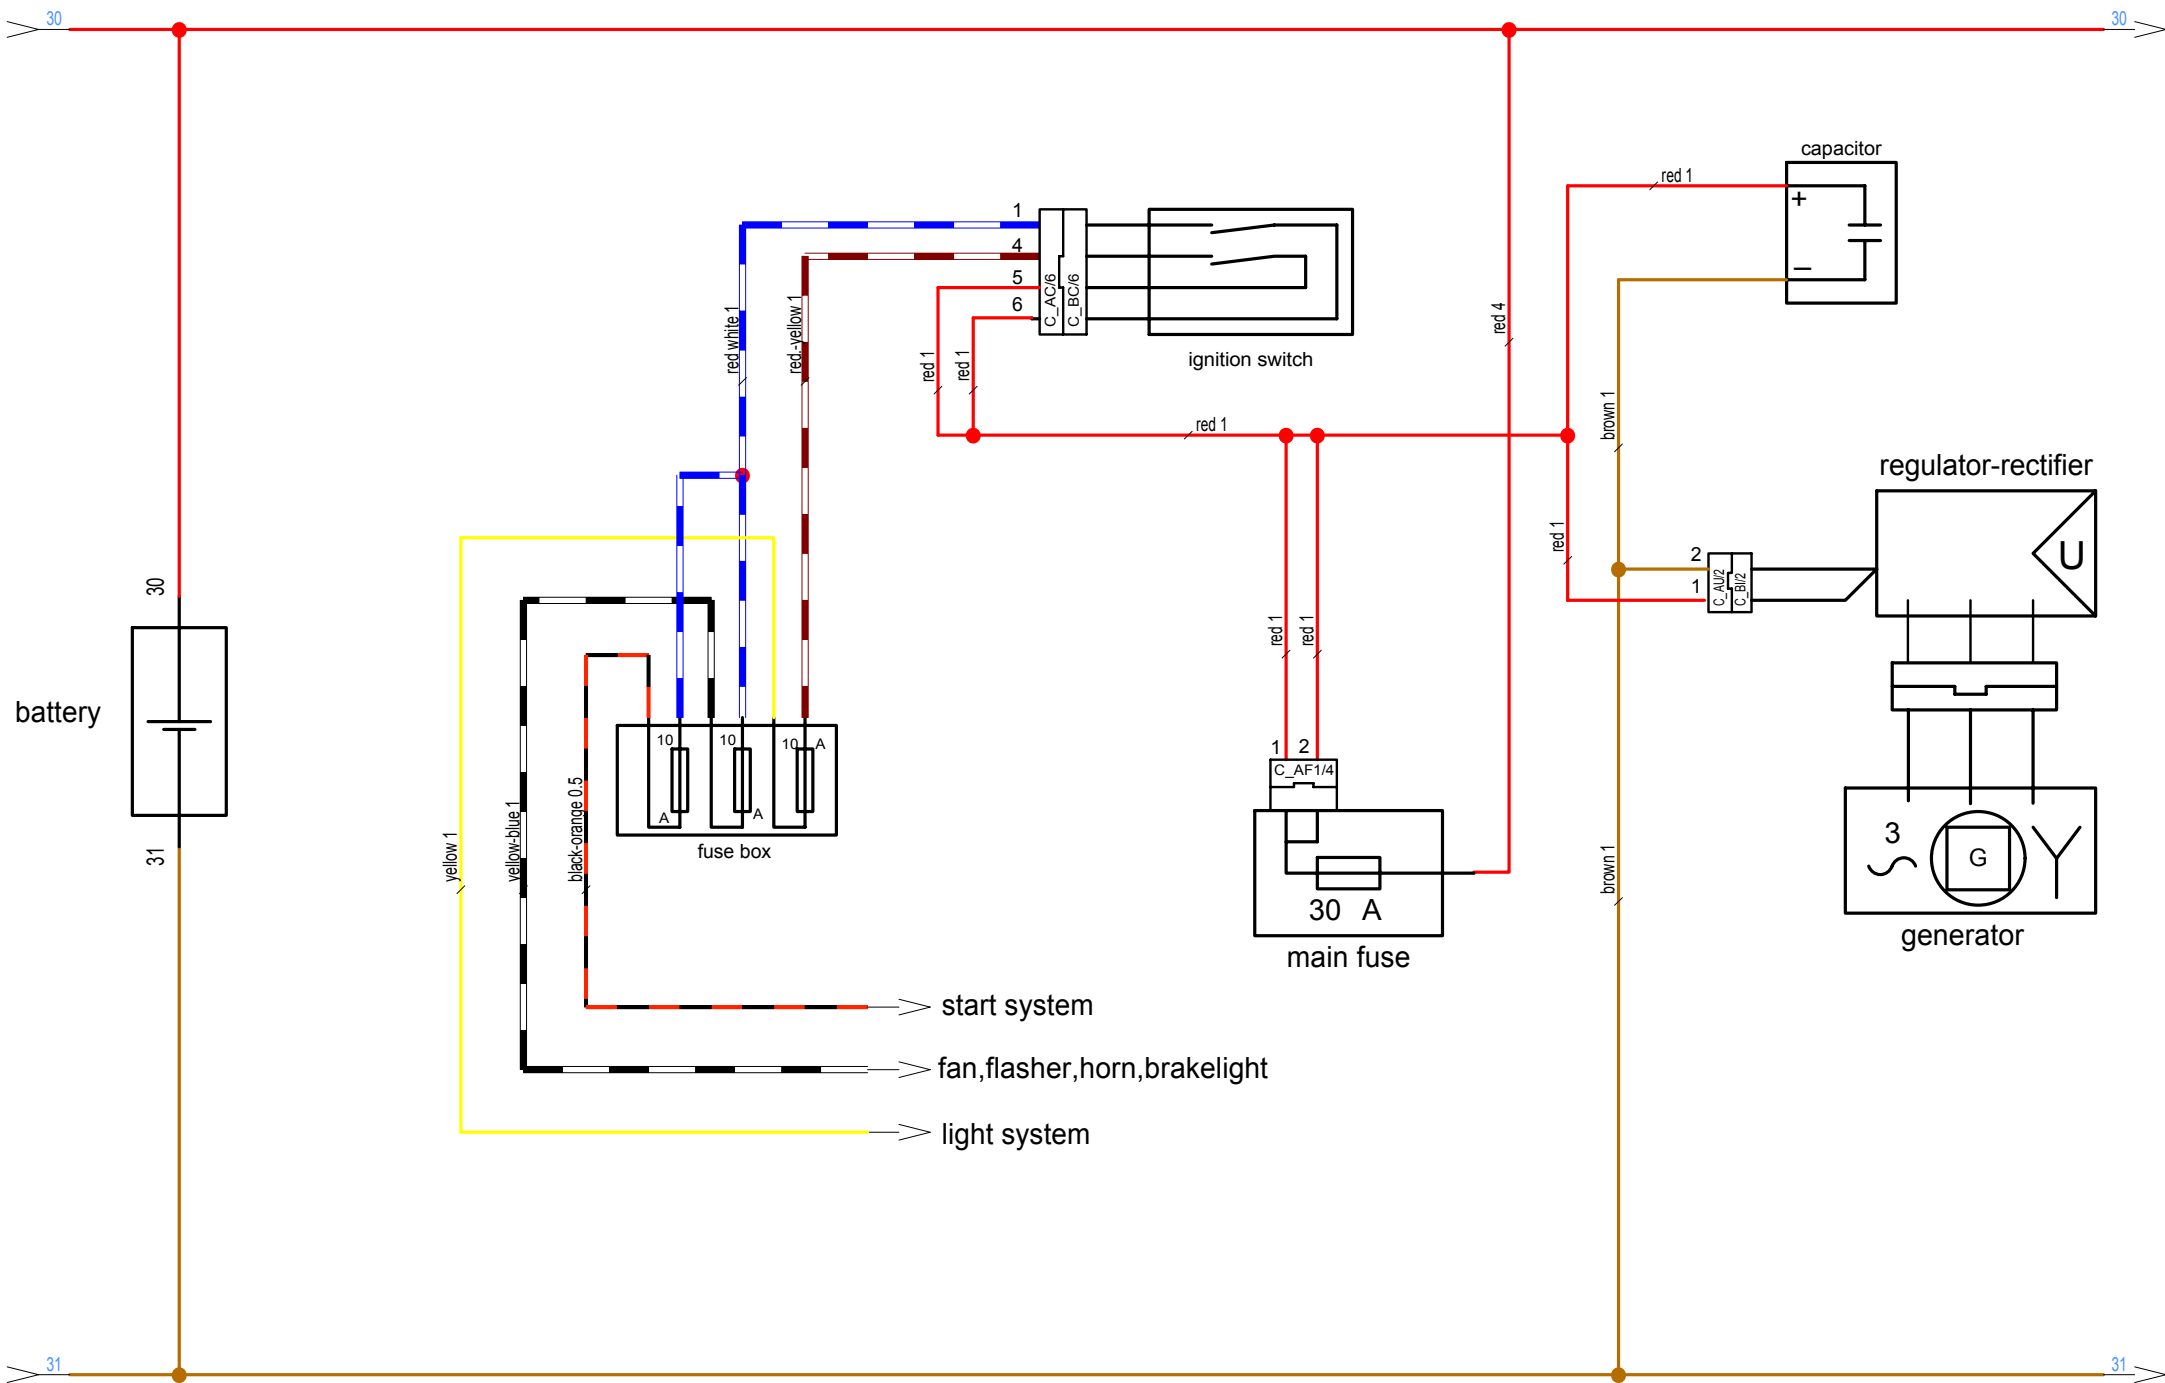 30
30
capacitor
red 1
+
–
1
4
5
6
C_AC/6
C_BC/6
ignition switch
red white 1
red.-yellow 1
red 1
red 1
red 4
red 1
brown 1
regulator-rectifier
U
red 1
2
1
C_AU/2
C_BI/2
30
battery
31
red 1
red 1
10
A
10
A
10
A
fuse box
1
2
C_AF1/4
30 A
main fuse
3
G
generator
yellow 1
yellow-blue 1
black-orange 0.5
brown 1
start system
fan,flasher,horn,brakelight
light system
31
31